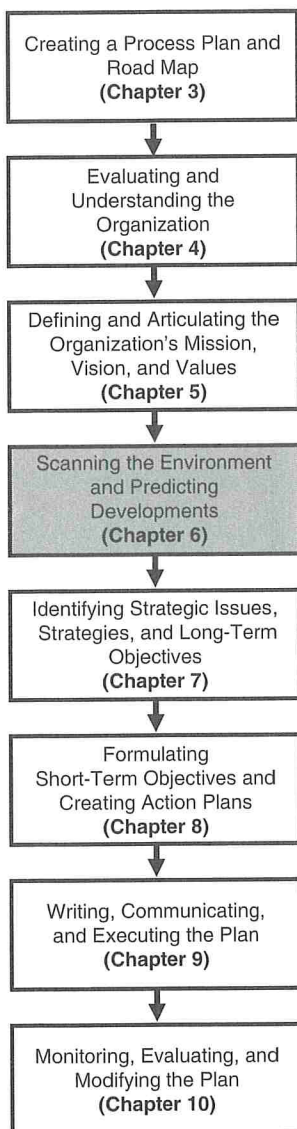 Creating a Process Plan and
Road Map
(Chapter 3)
Evaluating and
Understanding the
Organization
(Chapter 4)
Defining and Articulating the
Organization's Mission,
Vision, and Values
(Chapter 5)
Scanning the Environment
and Predicting
Developments
(Chapter 6)
Identifying Strategic Issues,
Strategies, and Long-Term
Objectives
(Chapter 7)
Formulating
Short-Term Objectives and
Creating Action Plans
(Chapter 8)
Writing, Communicating,
and Executing the Plan
(Chapter 9)
Monitoring, Evaluating, and
Modifying the Plan
(Chapter 10)